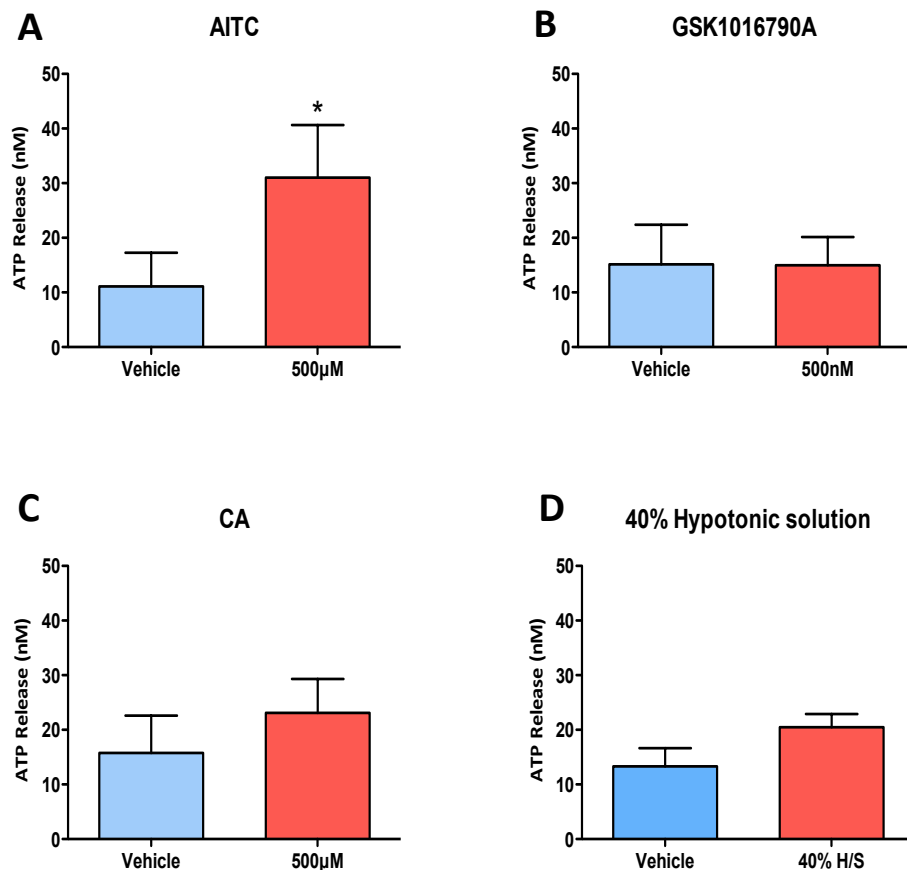 A
AITC
ATP Release (nM)
50
40
30
20
10
0
*
Vehicle
500µM
B
GSK1016790A
ATP Release (nM)
50
40
30
20
10
0
Vehicle
500nM
C
CA
ATP Release (nM)
50
40
30
20
10
0
Vehicle
500µM
D
40% Hypotonic solution
ATP Release (nM)
50
40
30
20
10
0
Vehicle
40% H/S